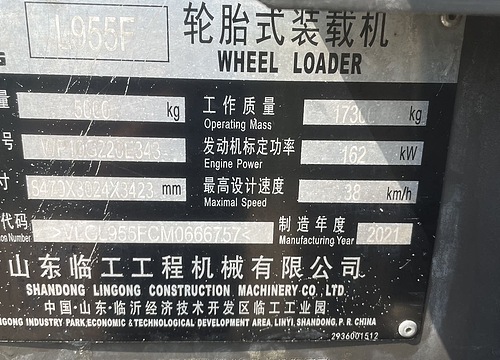 L955F
轮胎式装载机
WHEEL LOADER
量 5000 kg
工作质量 17300 kg
Operating Mass
号
发动机标定功率 162 kW
Engine Power
寸 8470X3024X3423 mm
最高设计速度 38 km/h
Maximal Speed
代码 >VLGL955FCM0666757<
制造年度 2021
Manufacturing Year
山东临工工程机械有限公司
SHANDONG LINGONG CONSTRUCTION MACHINERY CO., LTD.
中国·山东·临沂经济技术开发区临工工业园
INDUSTRY PARK,ECONOMIC & TECHNOLOGICAL DEVELOPMENT AREA, LINYI, SHANDONG, P. R. CHINA
2936001512